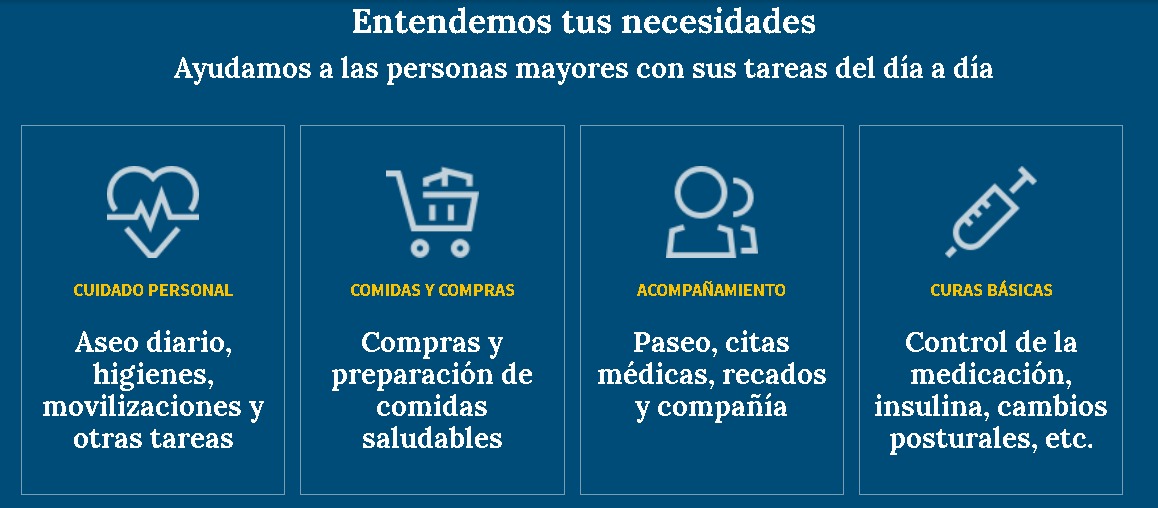 Entendemos tus necesidades
Ayudamos a las personas mayores con sus tareas del día a día
CUIDADO PERSONAL
Aseo diario,
higienes,
movilizaciones y
otras tareas
COMIDAS Y COMPRAS
Compras y
preparación de
comidas
saludables
ACOMPAÑAMIENTO
Paseo, citas
médicas, recados
y compañía
CURAS BÁSICAS
Control de la
medicación,
insulina, cambios
posturales, etc.